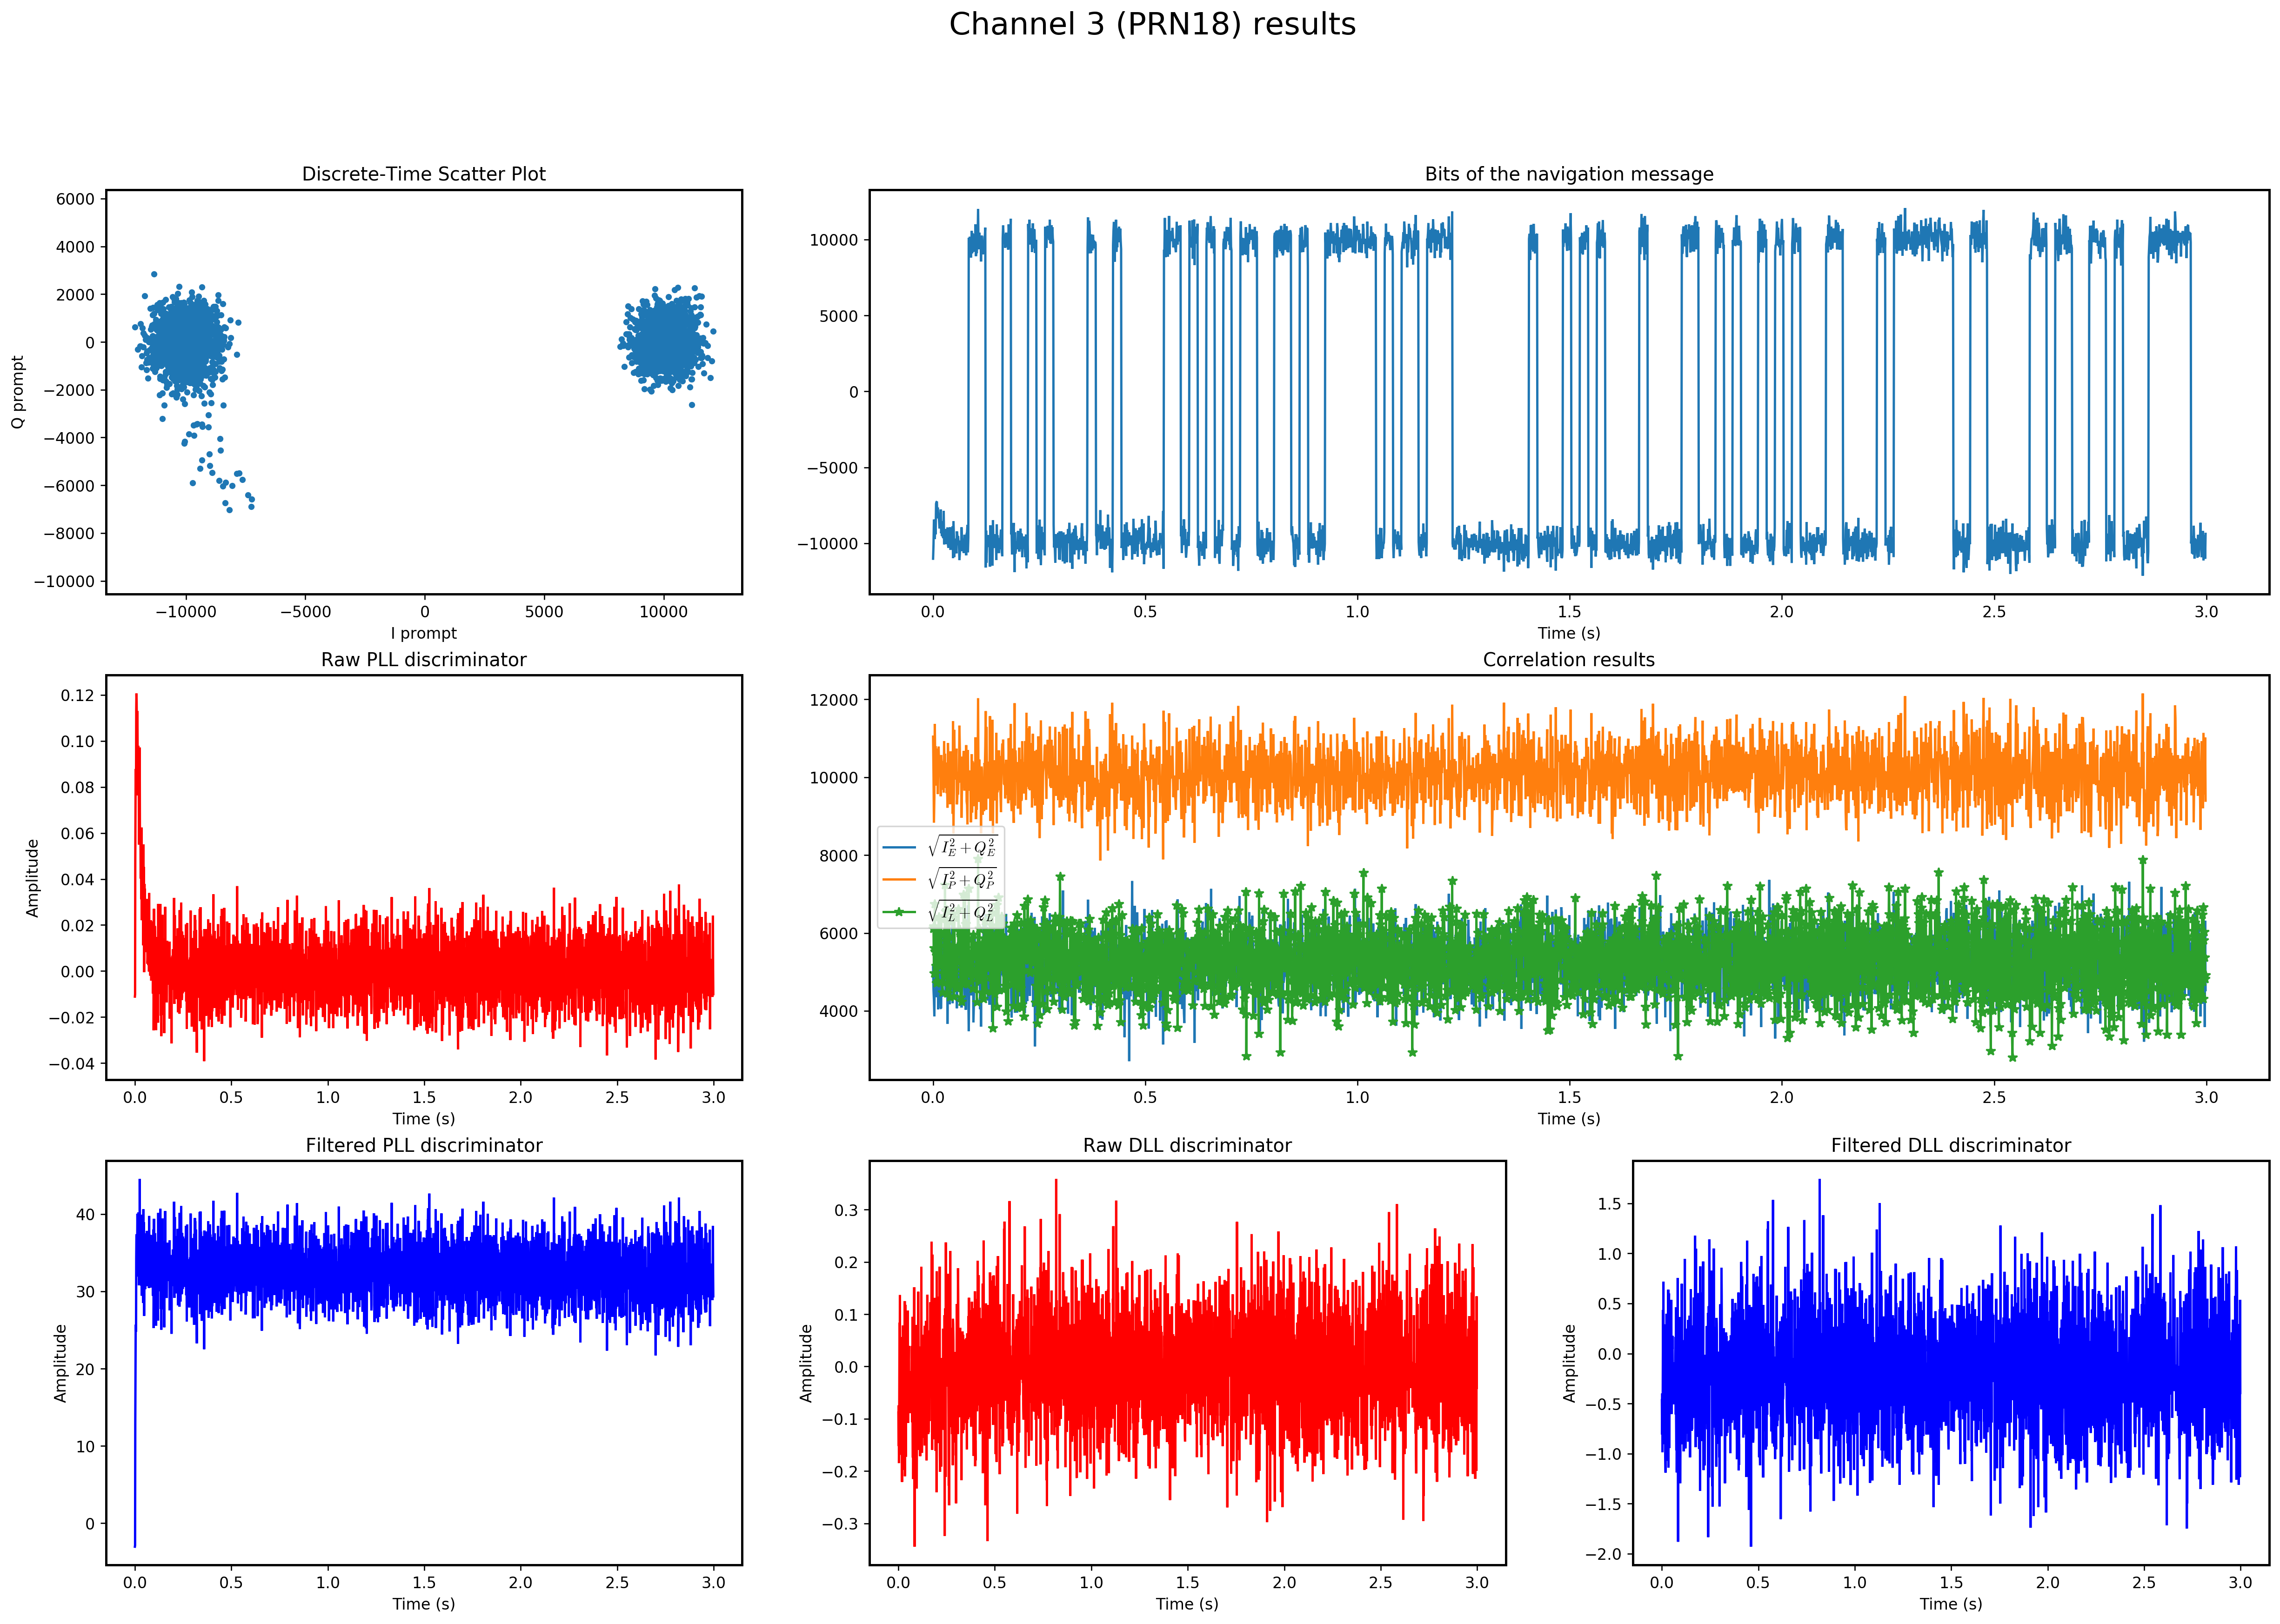 Channel 3 (PRN18) results
Discrete-Time Scatter Plot
6000
4000
2000
0
−2000
−4000
−6000
−8000
−10000
Q prompt
−10000 −5000 0 5000 10000
I prompt
Bits of the navigation message
10000
5000
0
−5000
−10000
0.0 0.5 1.0 1.5 2.0 2.5 3.0
Time (s)
Raw PLL discriminator
0.12
0.10
0.08
0.06
0.04
0.02
0.00
−0.02
−0.04
Amplitude
0.0 0.5 1.0 1.5 2.0 2.5 3.0
Time (s)
Correlation results
12000
10000
8000
6000
4000
√I_E^2 + Q_E^2
√I_P^2 + Q_P^2
√I_L^2 + Q_L^2
0.0 0.5 1.0 1.5 2.0 2.5 3.0
Time (s)
Filtered PLL discriminator
40
30
20
10
0
Amplitude
0.0 0.5 1.0 1.5 2.0 2.5 3.0
Time (s)
Raw DLL discriminator
0.3
0.2
0.1
0.0
−0.1
−0.2
−0.3
Amplitude
0.0 0.5 1.0 1.5 2.0 2.5 3.0
Time (s)
Filtered DLL discriminator
1.5
1.0
0.5
0.0
−0.5
−1.0
−1.5
−2.0
Amplitude
0.0 0.5 1.0 1.5 2.0 2.5 3.0
Time (s)